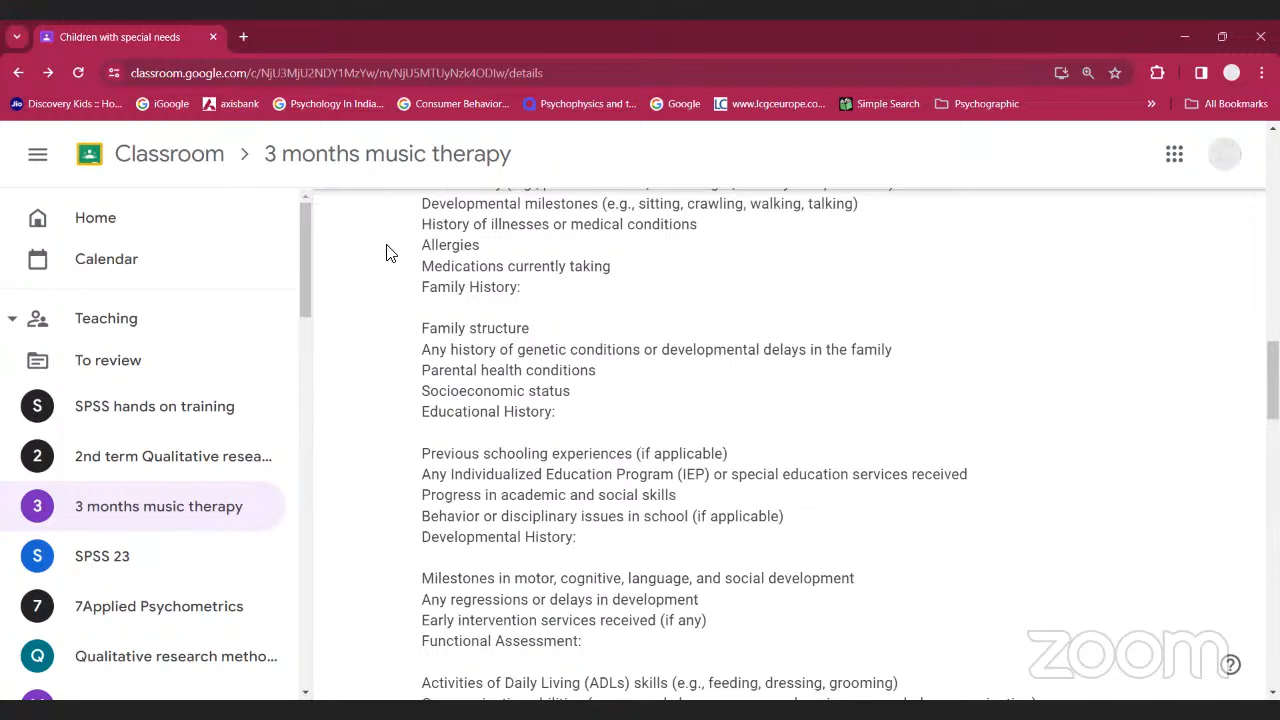 Children with special needs
classroom.google.com/c/NjU3MjU2NDY1MzYw/m/NjU5MTUyNzk4ODIw/details
Discovery Kids :: Ho...
iGoogle
axisbank
Psychology In India...
Consumer Behavior...
Psychophysics and t...
Google
LC
www.lcgceurope.co...
Simple Search
Psychographic
»
All Bookmarks
Classroom > 3 months music therapy
Home
Calendar
Teaching
To review
S SPSS hands on training
2 2nd term Qualitative resea...
3 3 months music therapy
S SPSS 23
7 7Applied Psychometrics
Q Qualitative research metho...
Developmental milestones (e.g., sitting, crawling, walking, talking)
History of illnesses or medical conditions
Allergies
Medications currently taking
Family History:
Family structure
Any history of genetic conditions or developmental delays in the family
Parental health conditions
Socioeconomic status
Educational History:
Previous schooling experiences (if applicable)
Any Individualized Education Program (IEP) or special education services received
Progress in academic and social skills
Behavior or disciplinary issues in school (if applicable)
Developmental History:
Milestones in motor, cognitive, language, and social development
Any regressions or delays in development
Early intervention services received (if any)
Functional Assessment:
Activities of Daily Living (ADLs) skills (e.g., feeding, dressing, grooming)
zoom